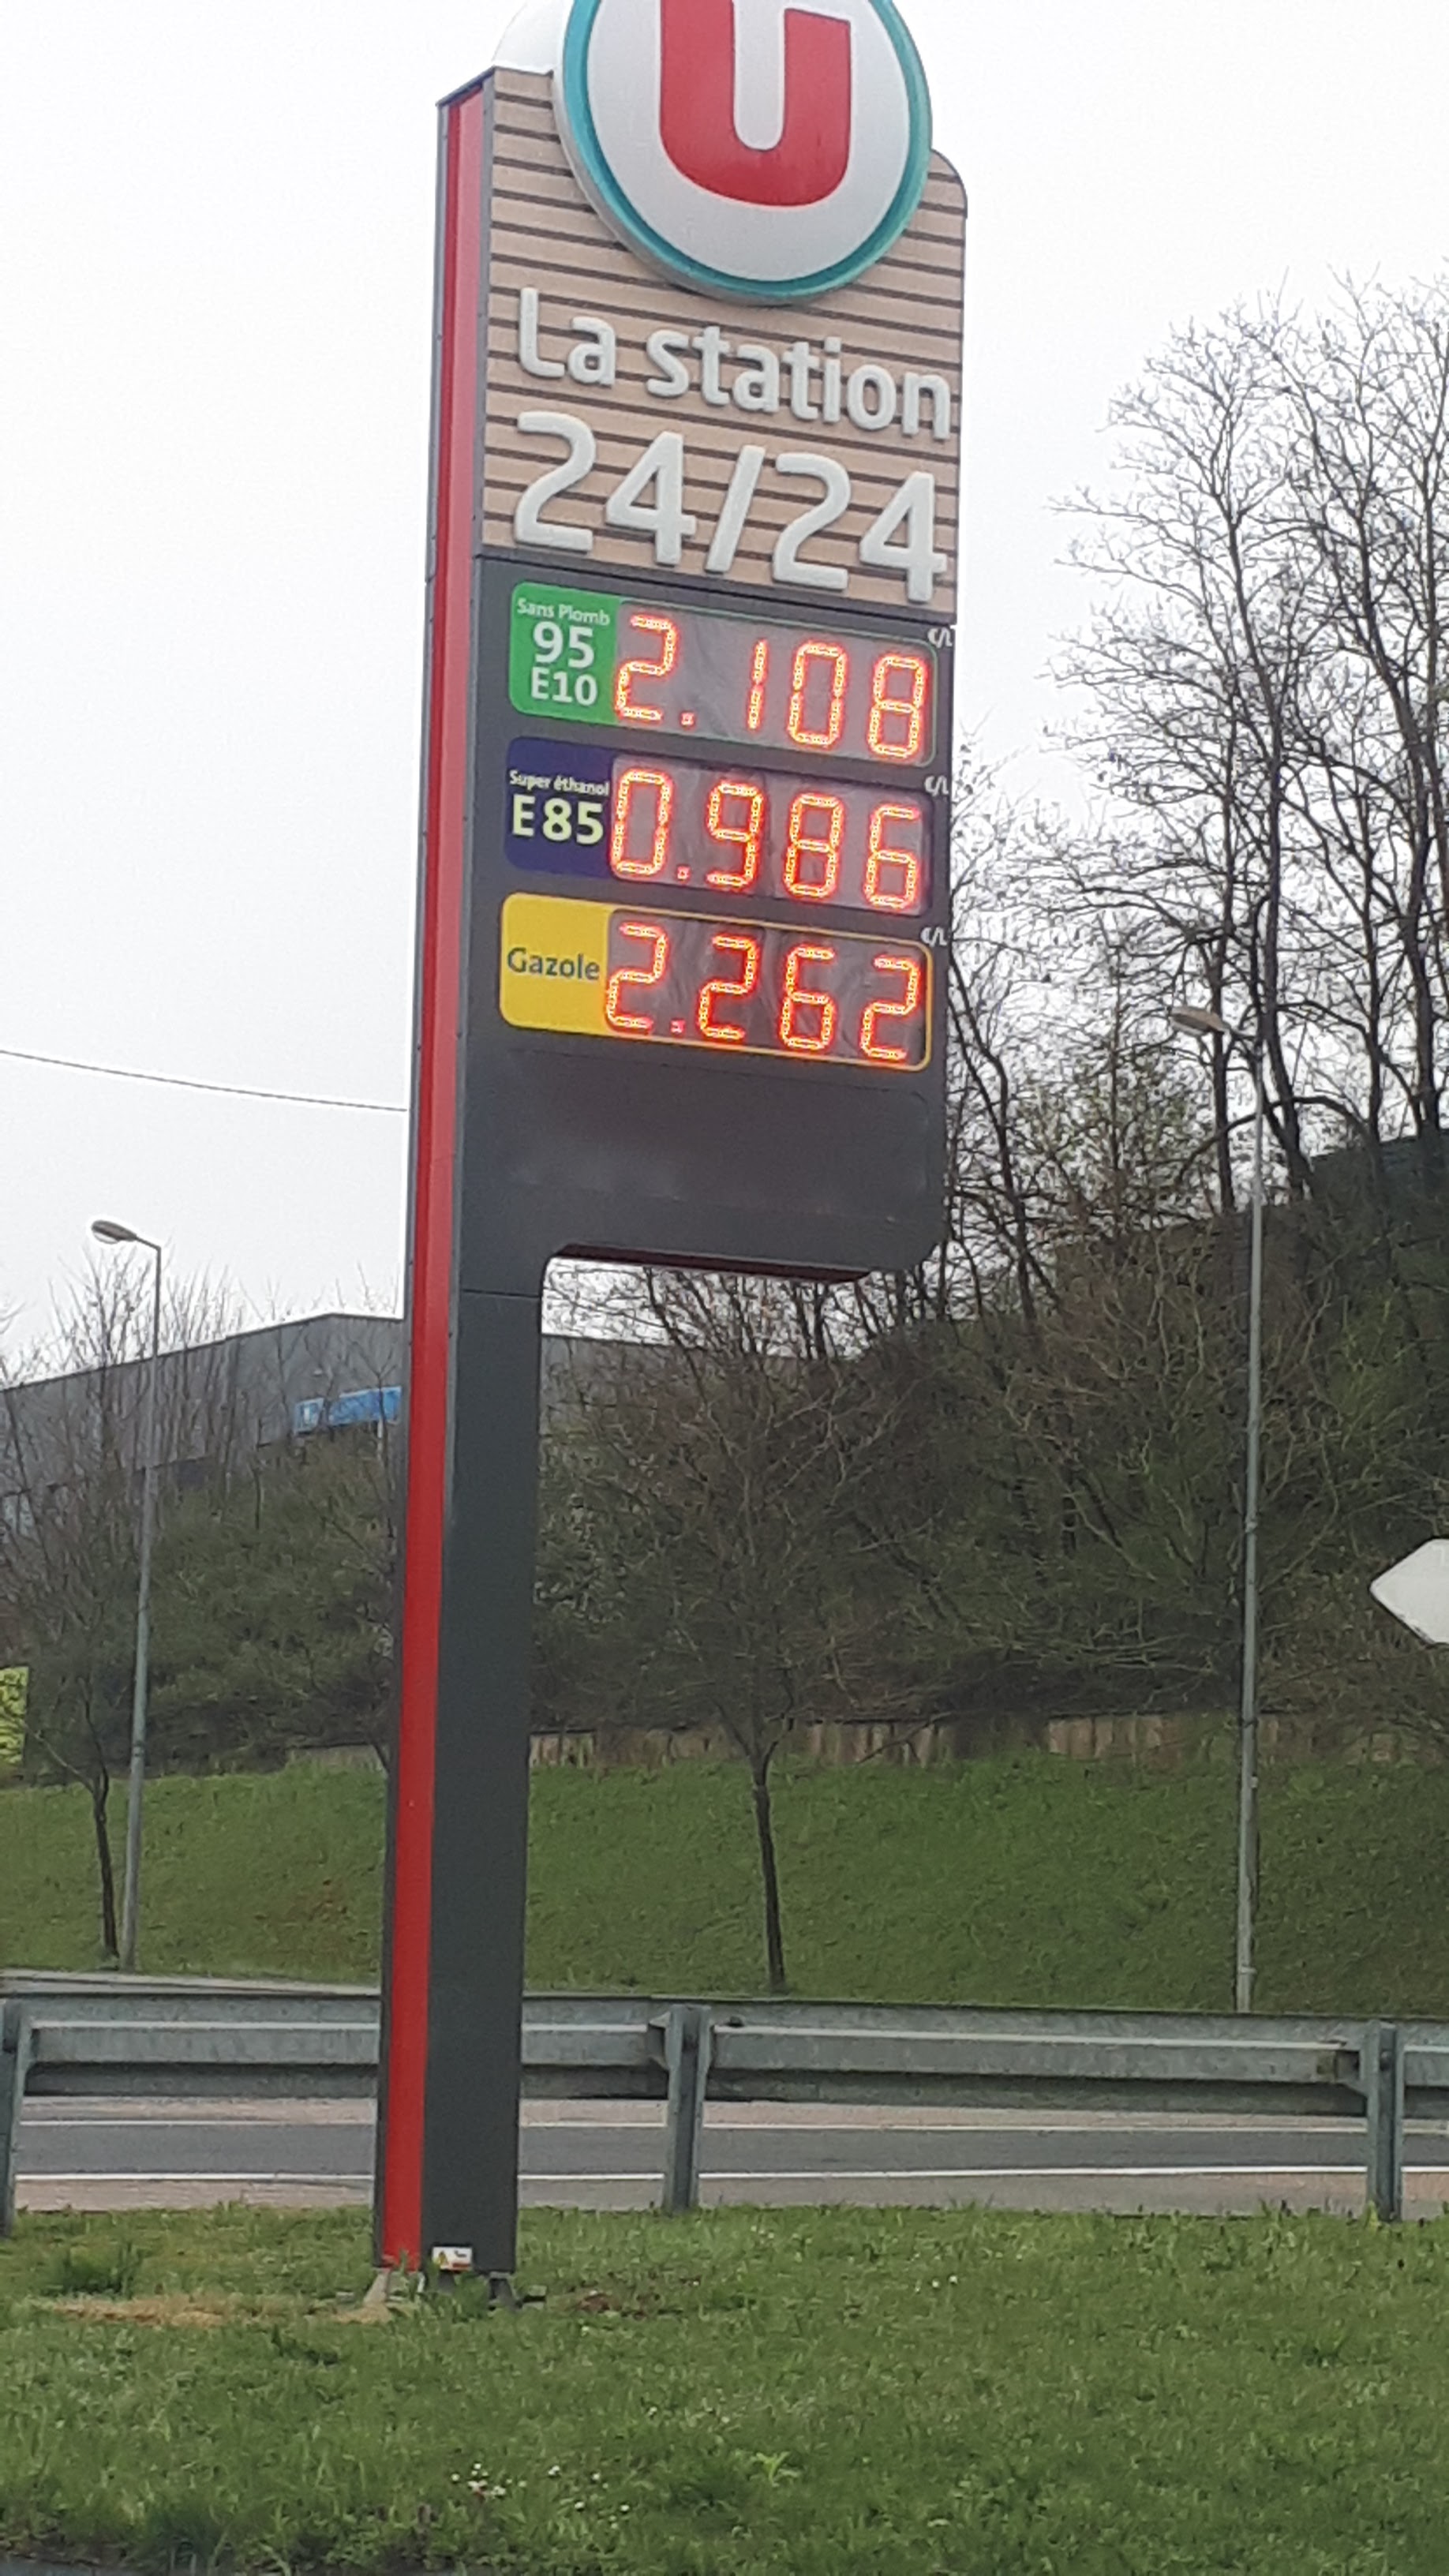 U
La station
24/24
Sans Plomb
95
E10
2.108
€/L
Super éthanol
E85
0.986
€/L
Gazole
2.262
€/L